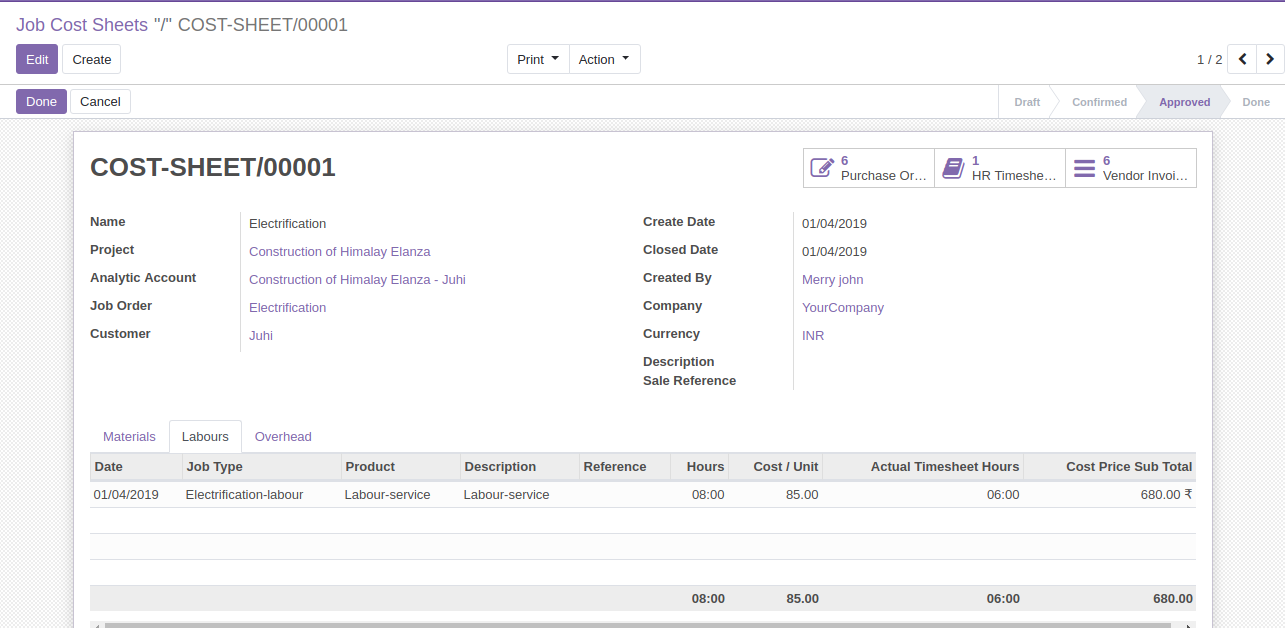 Job Cost Sheets "/" COST-SHEET/00001
Edit Create Print Action 1 / 2
Done Cancel Draft Confirmed Approved Done
COST-SHEET/00001
6 Purchase Or...
1 HR Timeshe...
6 Vendor Invoi...
Name Electrification
Project Construction of Himalay Elanza
Analytic Account Construction of Himalay Elanza - Juhi
Job Order Electrification
Customer Juhi
Create Date 01/04/2019
Closed Date 01/04/2019
Created By Merry john
Company YourCompany
Currency INR
Description
Sale Reference
Materials Labours Overhead
Date Job Type Product Description Reference Hours Cost / Unit Actual Timesheet Hours Cost Price Sub Total
01/04/2019 Electrification-labour Labour-service Labour-service 08:00 85.00 06:00 680.00 ₹
08:00 85.00 06:00 680.00